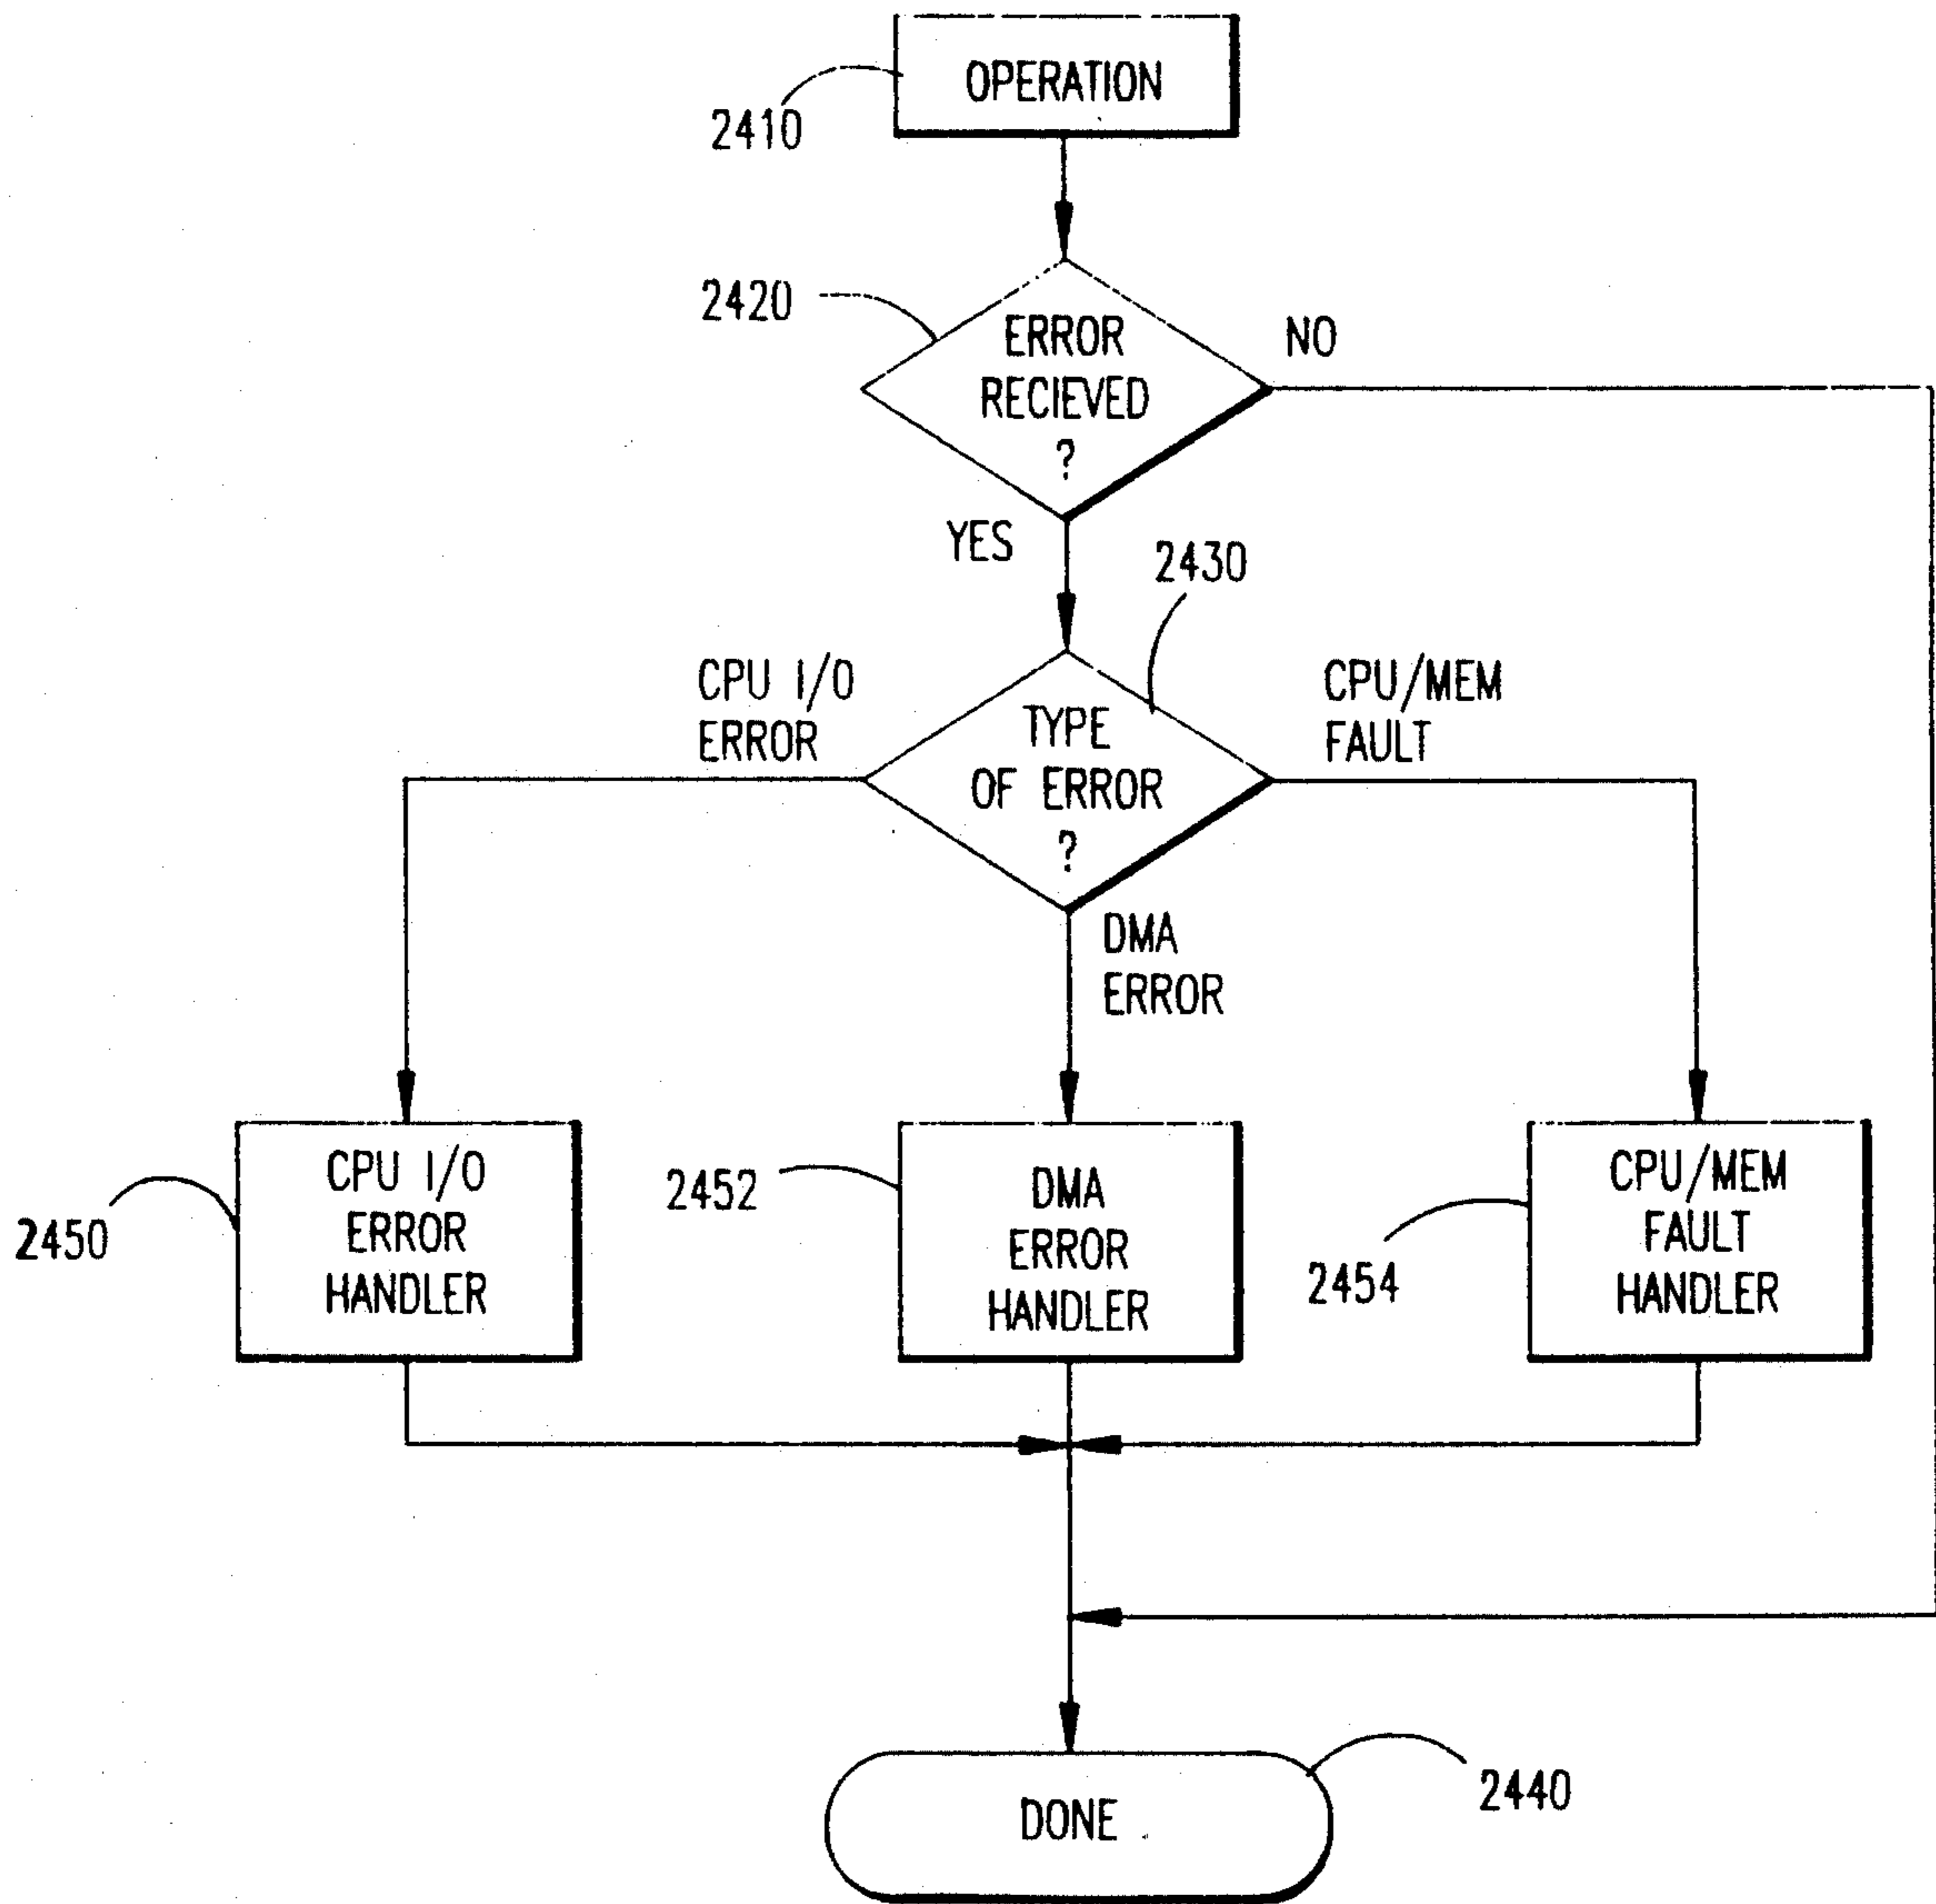 OPERATION
2410
2420
ERROR
RECIEVED
?
NO
YES
2430
CPU I/O
ERROR
TYPE
OF ERROR
?
CPU/MEM
FAULT
DMA
ERROR
2450
CPU I/O
ERROR
HANDLER
2452
DMA
ERROR
HANDLER
2454
CPU/MEM
FAULT
HANDLER
DONE
2440